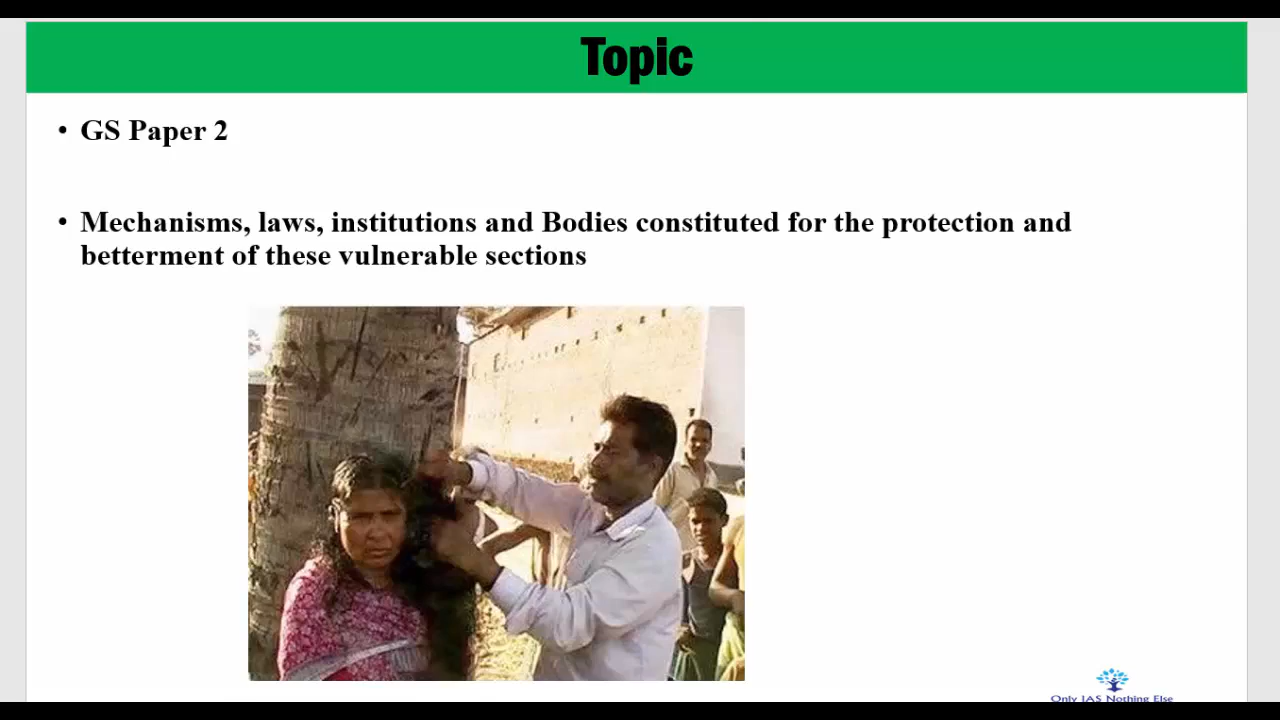 Topic
• GS Paper 2
• Mechanisms, laws, institutions and Bodies constituted for the protection and
betterment of these vulnerable sections
Only IAS Nothing Else